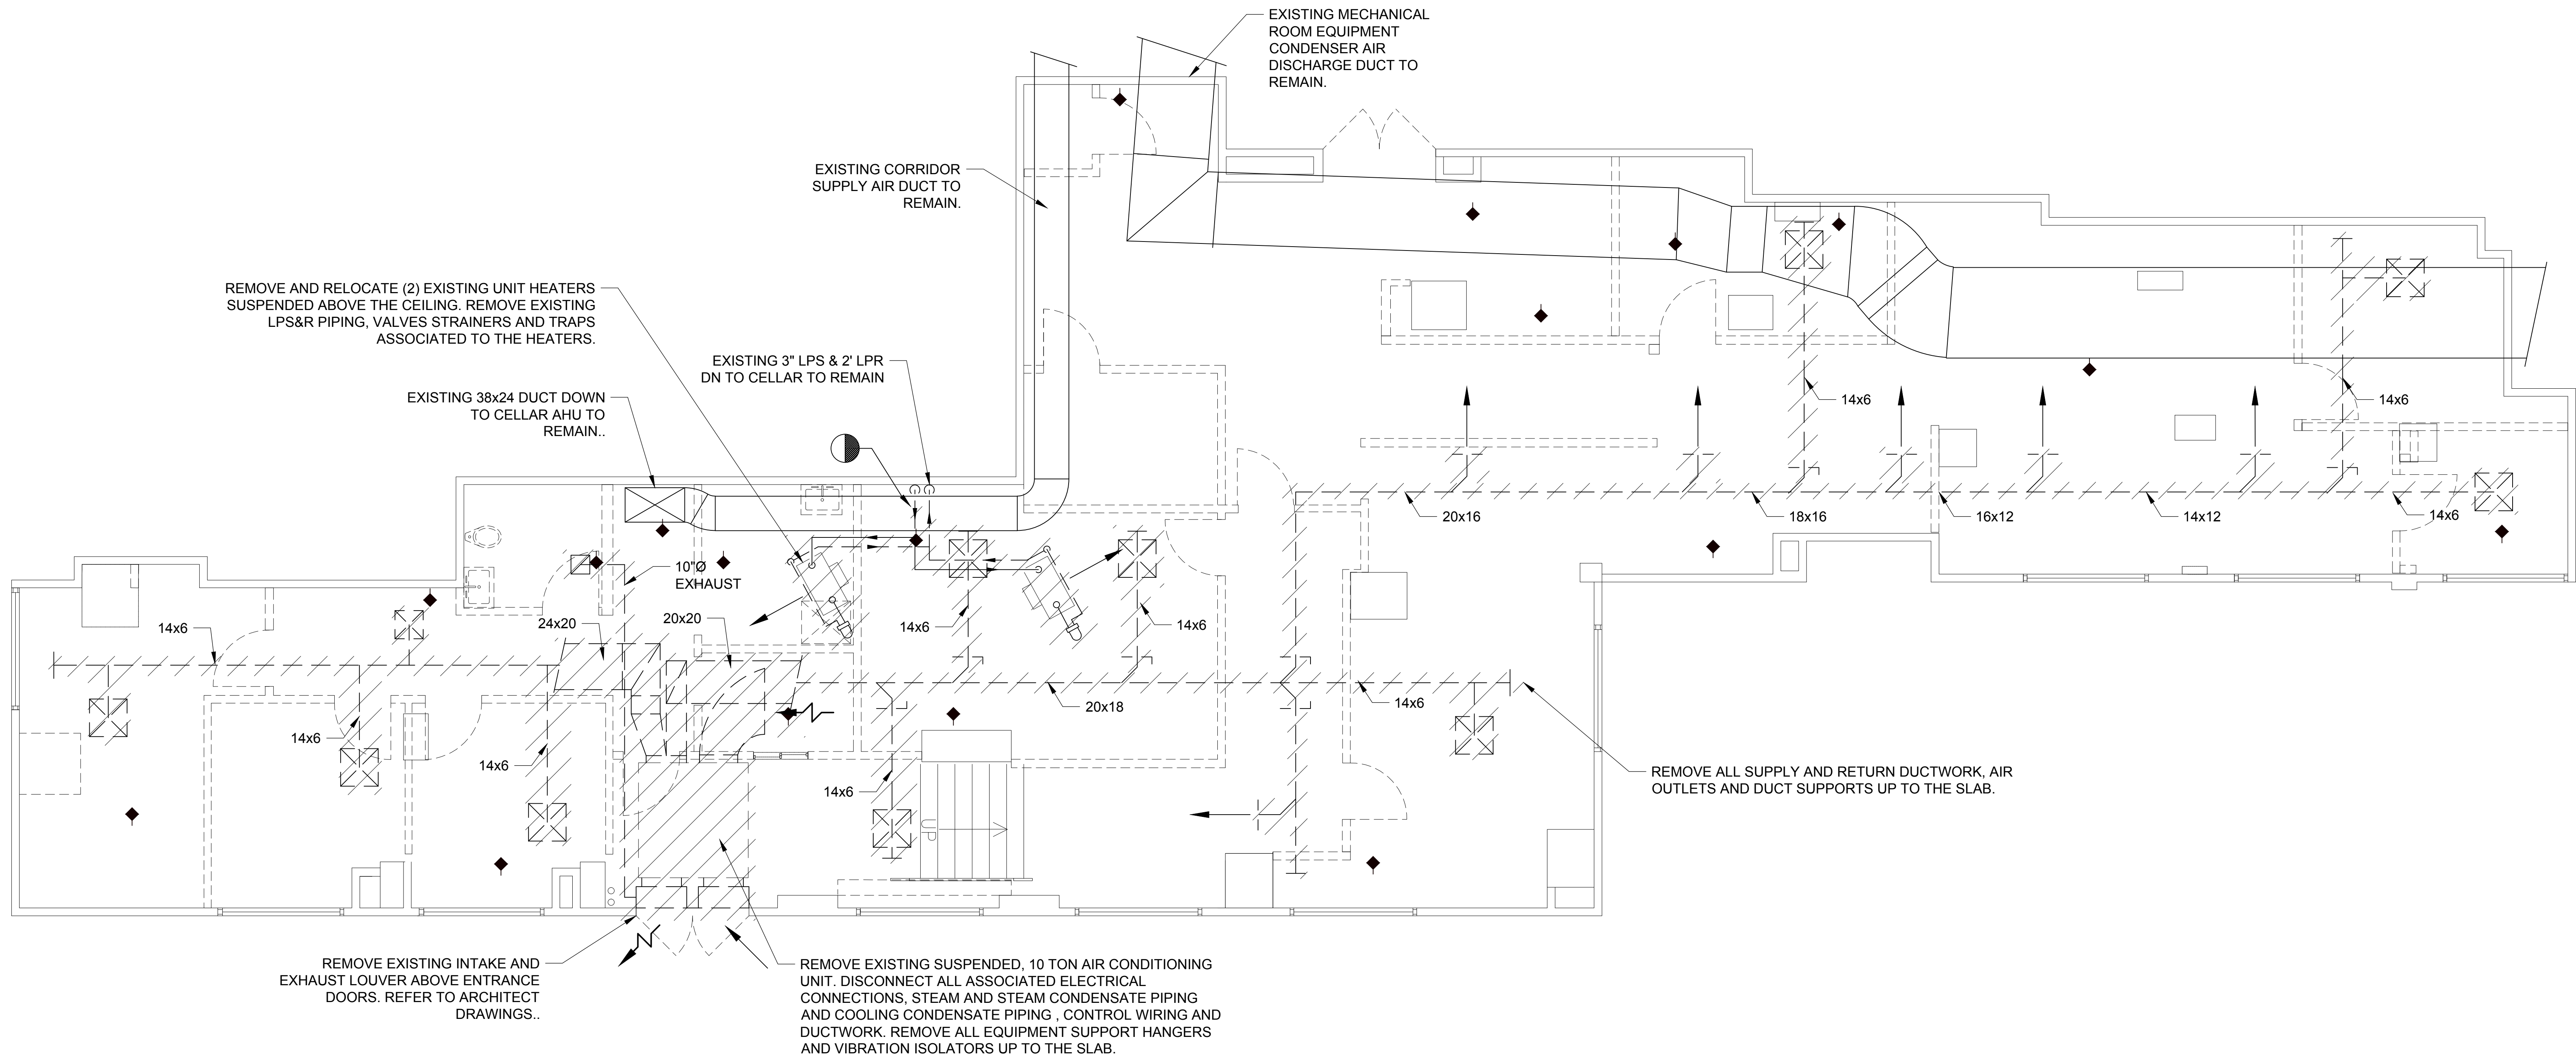 EXISTING MECHANICAL
ROOM EQUIPMENT
CONDENSER AIR
DISCHARGE DUCT TO
REMAIN.
EXISTING CORRIDOR
SUPPLY AIR DUCT TO
REMAIN.
REMOVE AND RELOCATE (2) EXISTING UNIT HEATERS
SUSPENDED ABOVE THE CEILING. REMOVE EXISTING
LPS&R PIPING, VALVES STRAINERS AND TRAPS
ASSOCIATED TO THE HEATERS.
EXISTING 3" LPS & 2' LPR
DN TO CELLAR TO REMAIN
EXISTING 38x24 DUCT DOWN
TO CELLAR AHU TO
REMAIN..
14x6
14x6
20x16
18x16
16x12
14x12
14x6
10"Ø
EXHAUST
14x6
24x20
20x20
14x6
14x6
14x6
20x18
14x6
14x6
14x6
UP
REMOVE ALL SUPPLY AND RETURN DUCTWORK, AIR
OUTLETS AND DUCT SUPPORTS UP TO THE SLAB.
REMOVE EXISTING INTAKE AND
EXHAUST LOUVER ABOVE ENTRANCE
DOORS. REFER TO ARCHITECT
DRAWINGS..
REMOVE EXISTING SUSPENDED, 10 TON AIR CONDITIONING
UNIT. DISCONNECT ALL ASSOCIATED ELECTRICAL
CONNECTIONS, STEAM AND STEAM CONDENSATE PIPING
AND COOLING CONDENSATE PIPING , CONTROL WIRING AND
DUCTWORK. REMOVE ALL EQUIPMENT SUPPORT HANGERS
AND VIBRATION ISOLATORS UP TO THE SLAB.
14x6